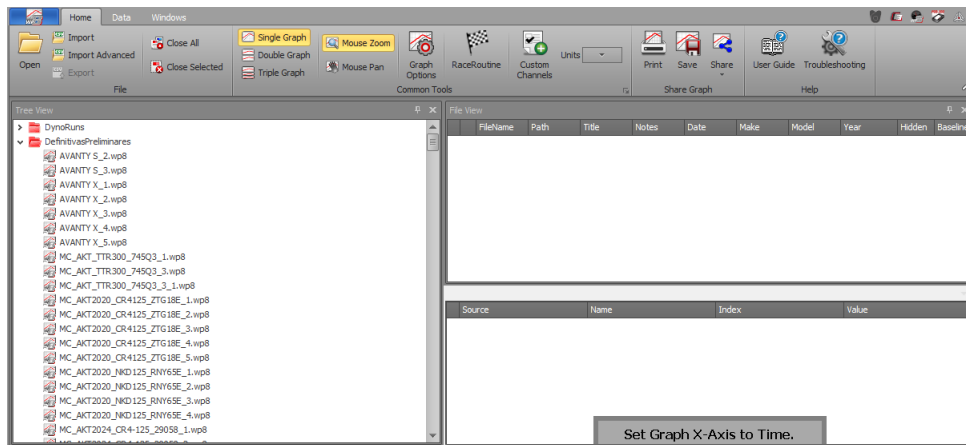 Home Data Windows
Import
Import Advanced
Export
Open
Close All
Close Selected
File
Single Graph
Double Graph
Triple Graph
Mouse Zoom
Mouse Pan
Graph Options
RaceRoutine
Custom Channels
Units
Common Tools
Print Save Share
Share Graph
User Guide Troubleshooting
Help
Tree View
DynoRuns
DefinitivasPreliminares
AVANTY S_2.wp8
AVANTY S_3.wp8
AVANTY X_1.wp8
AVANTY X_2.wp8
AVANTY X_3.wp8
AVANTY X_4.wp8
AVANTY X_5.wp8
MC_AKT_TTR300_745Q3_1.wp8
MC_AKT_TTR300_745Q3_3.wp8
MC_AKT_TTR300_745Q3_3_1.wp8
MC_AKT2020_CR4125_ZTG18E_1.wp8
MC_AKT2020_CR4125_ZTG18E_2.wp8
MC_AKT2020_CR4125_ZTG18E_3.wp8
MC_AKT2020_CR4125_ZTG18E_4.wp8
MC_AKT2020_CR4125_ZTG18E_5.wp8
MC_AKT2020_NKD125_RNY65E_1.wp8
MC_AKT2020_NKD125_RNY65E_2.wp8
MC_AKT2020_NKD125_RNY65E_3.wp8
MC_AKT2020_NKD125_RNY65E_4.wp8
MC_AKT2024_CR4-125_29058_1.wp8
File View
FileName Path Title Notes Date Make Model Year Hidden Baseline
Source Name Index Value
Set Graph X-Axis to Time.